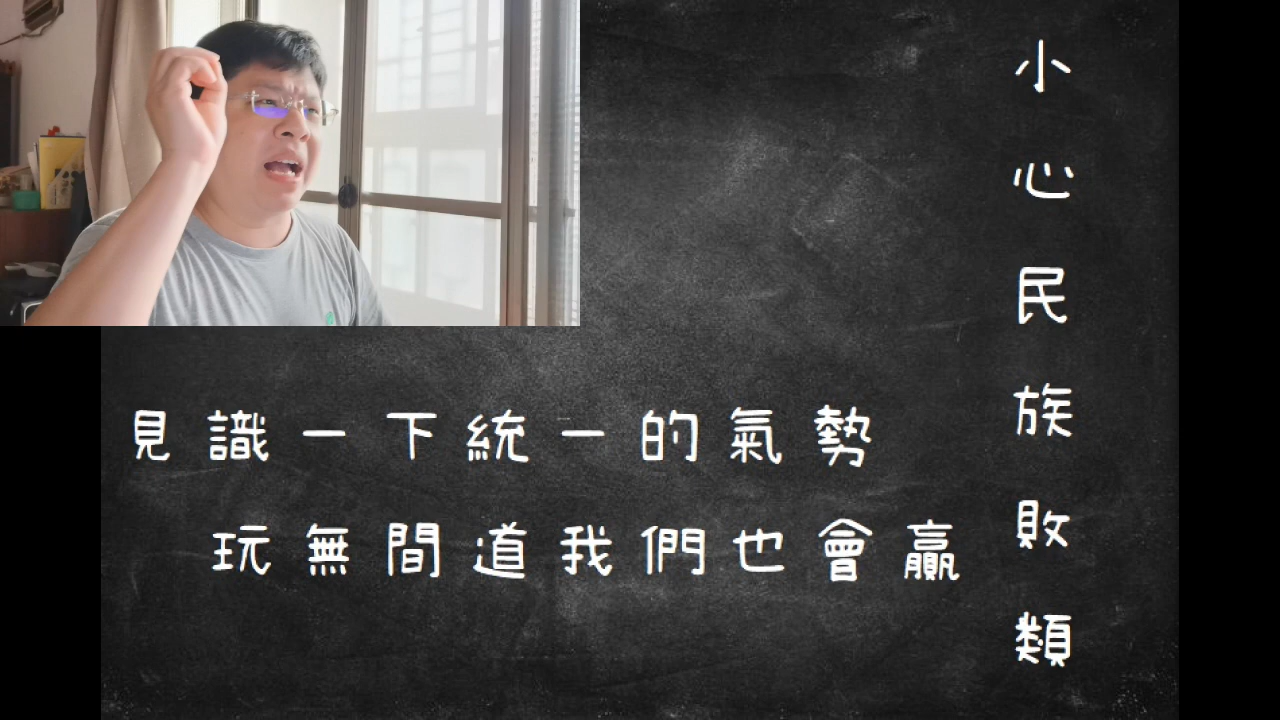 小心民族敗類
見識一下統一的氣勢
玩無間道我們也會贏